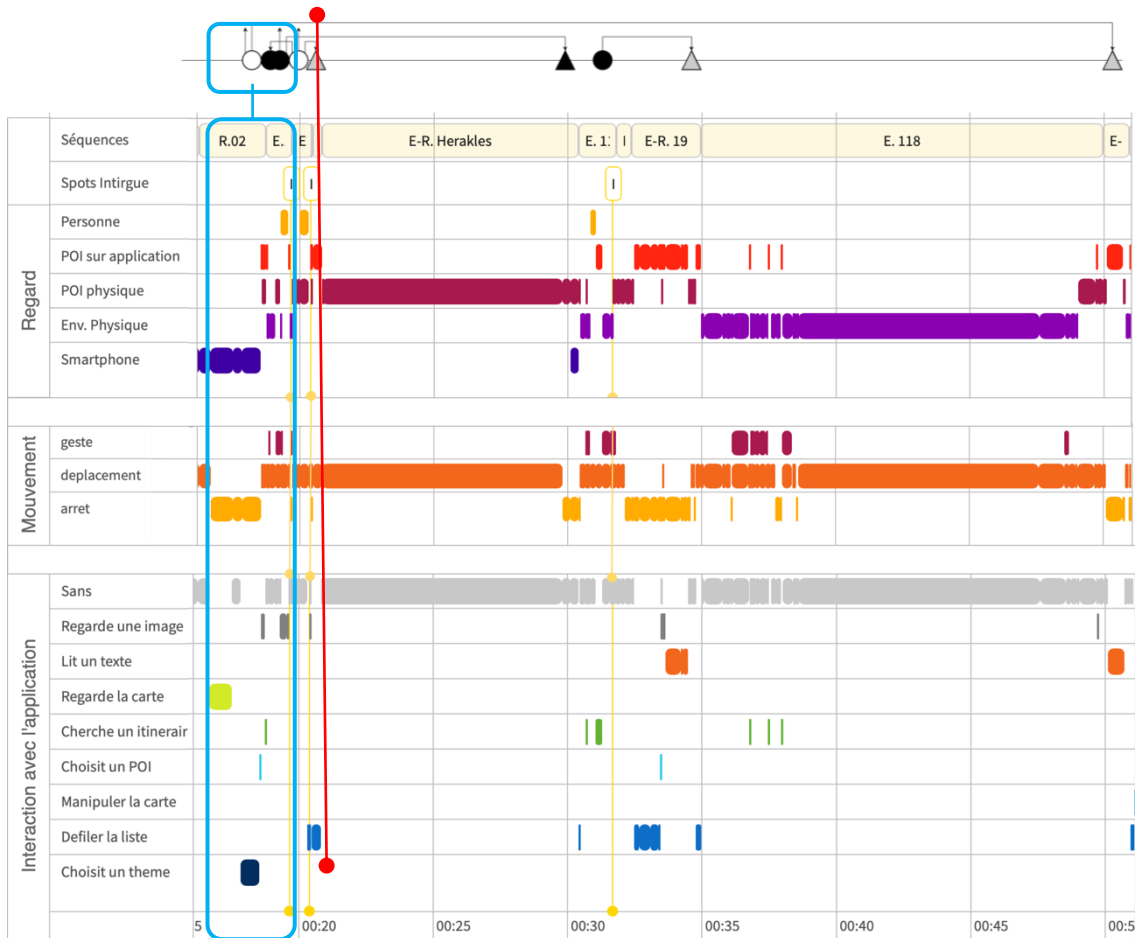 Séquences
R.02
E.
E
E-R. Herakles
E. 1:
I
E-R. 19
E. 118
E-
Spots Intirgue
I
I
I
Regard
Personne
POI sur application
POI physique
Env. Physique
Smartphone
Mouvement
geste
deplacement
arret
Interaction avec l'application
Sans
Regarde une image
Lit un texte
Regarde la carte
Cherche un itinerair
Choisit un POI
Manipuler la carte
Defiler la liste
Choisit un theme
5
00:20
00:25
00:30
00:35
00:40
00:45
00:5